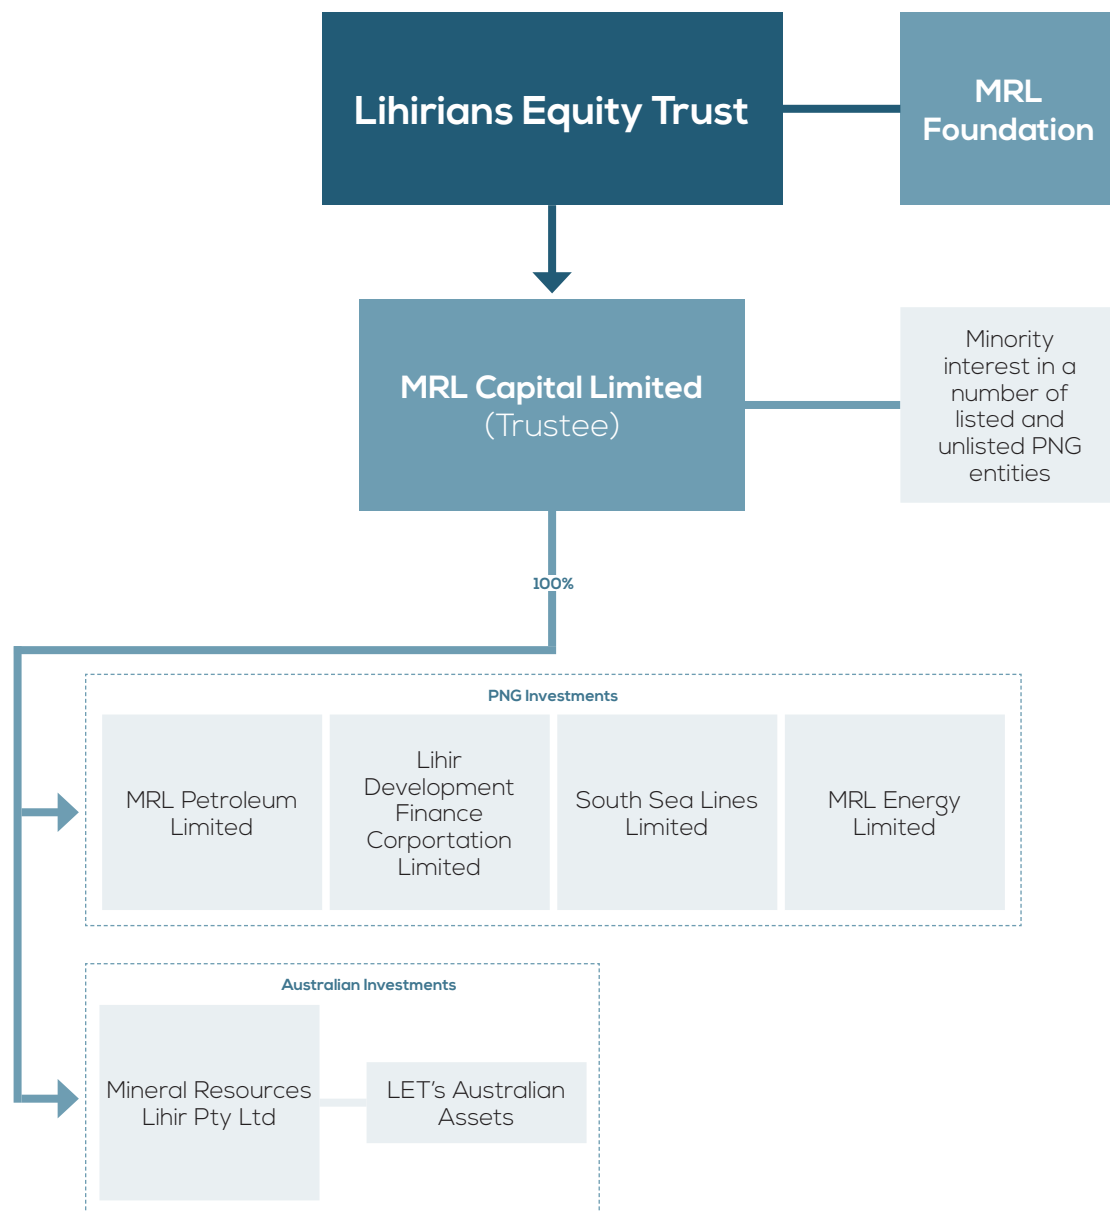 Lihirians Equity Trust
MRL
Foundation
MRL Capital Limited
(Trustee)
Minority
interest in a
number of
listed and
unlisted PNG
entities
100%
PNG Investments
MRL Petroleum
Limited
Lihir
Development
Finance
Corportation
Limited
South Sea Lines
Limited
MRL Energy
Limited
Australian Investments
Mineral Resources
Lihir Pty Ltd
LET’s Australian
Assets